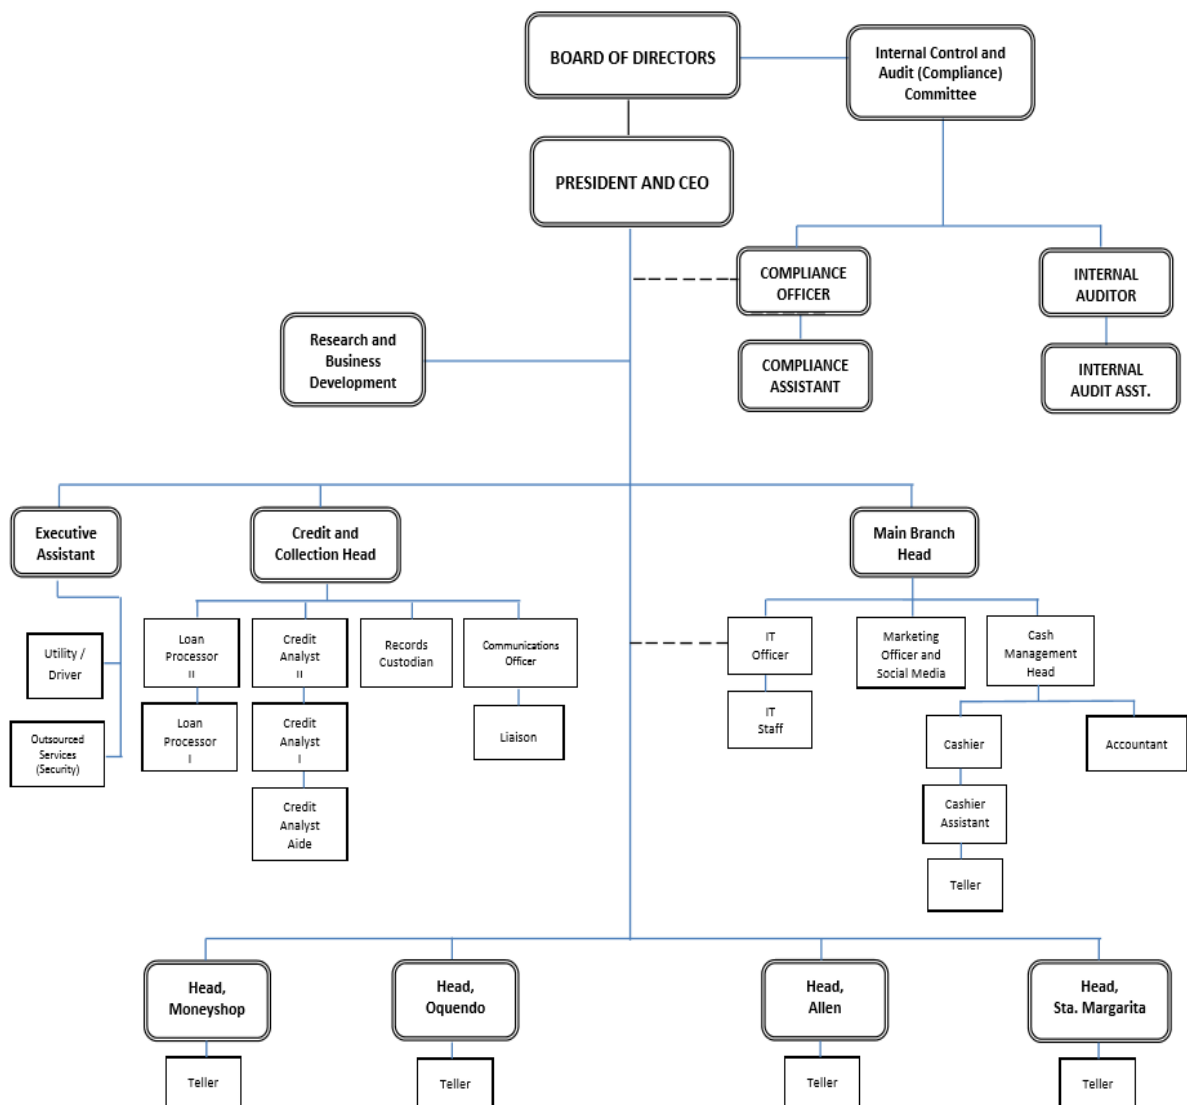 BOARD OF DIRECTORS
Internal Control and
Audit (Compliance)
Committee
PRESIDENT AND CEO
COMPLIANCE
OFFICER
INTERNAL
AUDITOR
Research and
Business
Development
COMPLIANCE
ASSISTANT
INTERNAL
AUDIT ASST.
Executive
Assistant
Credit and
Collection Head
Main Branch
Head
Utility /
Driver
Loan
Processor
II
Credit
Analyst
II
Records
Custodian
Communications
Officer
IT
Officer
Marketing
Officer and
Social Media
Cash
Management
Head
Outsourced
Services
(Security)
Loan
Processor
I
Credit
Analyst
I
Liaison
IT
Staff
Cashier
Accountant
Credit
Analyst
Aide
Cashier
Assistant
Teller
Head,
Moneyshop
Head,
Oquendo
Head,
Allen
Head,
Sta. Margarita
Teller
Teller
Teller
Teller